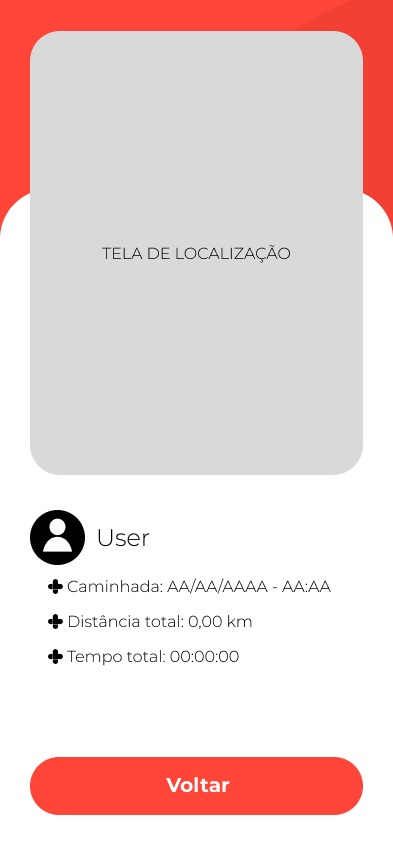 TELA DE LOCALIZAÇÃO
User
Caminhada: AA/AA/AAAA - AA:AA
Distância total: 0,00 km
Tempo total: 00:00:00
Voltar